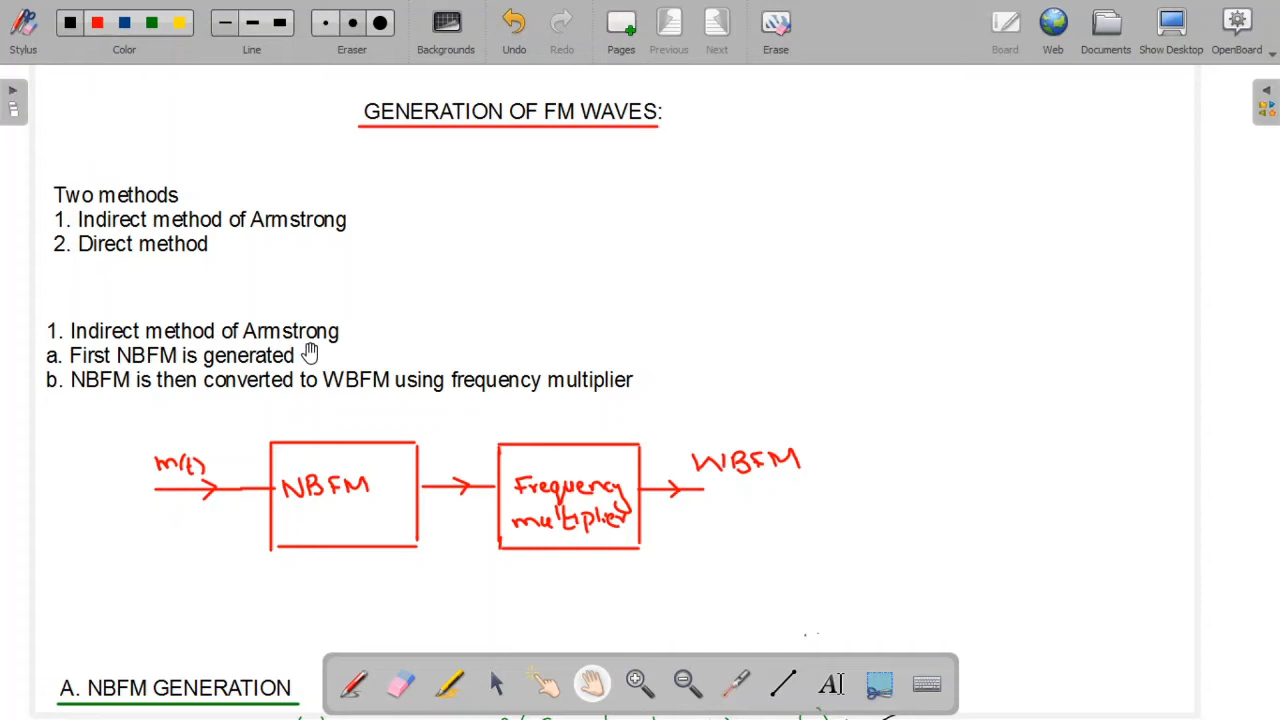 Stylus
Color
Line
Eraser
Backgrounds
Undo
Redo
Pages
Previous
Next
Erase
Board
Web
Documents
Show Desktop
OpenBoard
GENERATION OF FM WAVES:
Two methods
1. Indirect method of Armstrong
2. Direct method
1. Indirect method of Armstrong
a. First NBFM is generated
b. NBFM is then converted to WBFM using frequency multiplier
m(t)
NBFM
Frequency
multiplier
WBFM
A. NBFM GENERATION